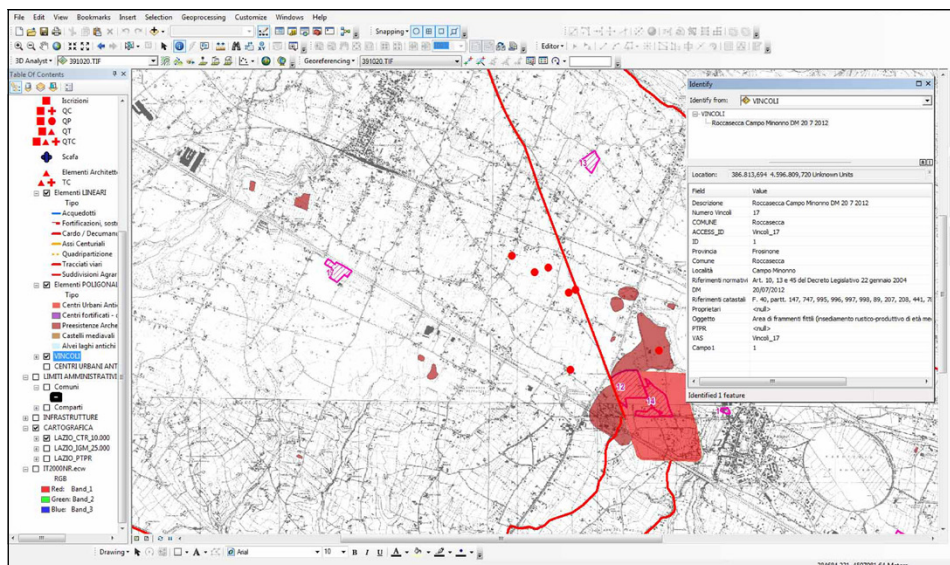 File Edit View Bookmarks Insert Selection Geoprocessing Customize Windows Help
Snapping
Editor
3D Analyst 391020.TIF Georeferencing 391020.TIF
Table Of Contents
Iscrizioni
QC
QP
QT
QTC
Scafa
Elementi Architett
TC
Elementi LINEARI
Tipo
Acquedotti
Fortificazioni, sost
Cardo / Decuman
Assi Centuriali
Quadripartizione
Tracciati viari
Suddivisioni Agrar
Elementi POLIGONAL
Tipo
Centri Urbani Anti
Centri fortificati - c
Preesistenze Arche
Castelli mediavali
Alvei laghi antichi
VINCOLI
CENTRI URBANI ANT
LIMITI AMMINISTRATIVI
Comuni
Comparti
INFRASTRUTTURE
CARTOGRAFICA
LAZIO_CTR_10.000
LAZIO_IGM_25.000
LAZIO_PTPR
IT2000NR.ecw
RGB
Red: Band_1
Green: Band_2
Blue: Band_3
13
12
14
Identify
Identify from: VINCOLI
VINCOLI
Roccasecca Campo Minonno DM 20 7 2012
Location: 386.813,694 4.596.809,720 Unknown Units
Field Value
Descrizione Roccasecca Campo Minonno DM 20 7 2012
Numero Vincoli 17
COMUNE Roccasecca
ACCESS_ID Vincoli_17
ID 1
Provincia Frosinone
Comune Roccasecca
Località Campo Minonno
Riferimenti normativi Art. 10, 13 e 45 del Decreto Legislativo 22 gennaio 2004
DM 20/07/2012
Riferimenti catastali F. 40, partt. 147, 747, 995, 996, 997, 998, 89, 207, 208, 441, 7
Proprietari <null>
Oggetto Area di frammenti fittili (insediamento rustico-produttivo di età me
PTPR <null>
VAS Vincoli_17
Campo1 1
Identified 1 feature
Drawing Arial 10 B I U A